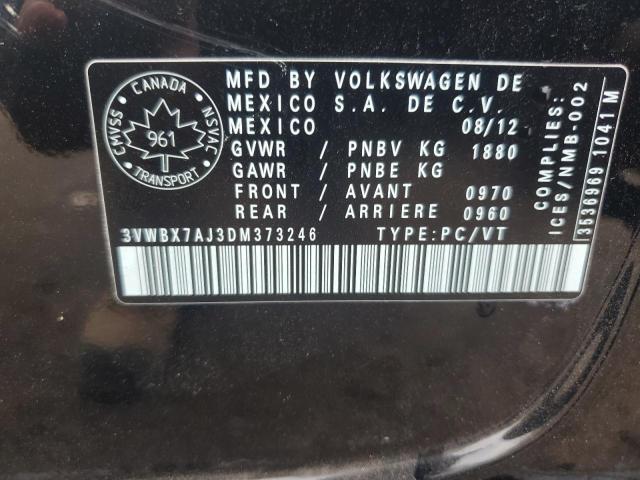 CANADA
CMVSS
NSVAC
961
TRANSPORT
MFD BY VOLKSWAGEN DE
MEXICO S.A. DE C.V.
MEXICO 08/12
GVWR / PNBV KG 1880
GAWR / PNBE KG
FRONT / AVANT 0970
REAR / ARRIERE 0960
3VWBX7AJ3DM373246 TYPE:PC/VT
COMPLIES:
ICES/NMB-002
3536969 1041 M